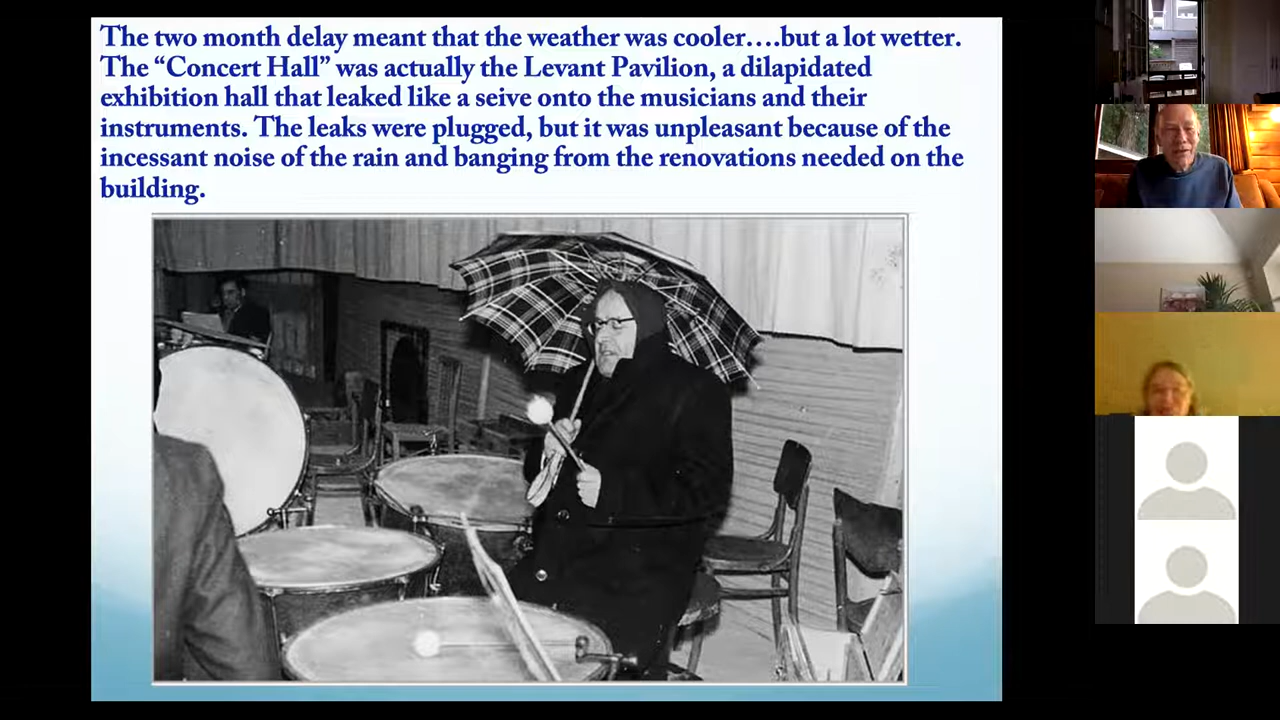 The two month delay meant that the weather was cooler….but a lot wetter.
The “Concert Hall” was actually the Levant Pavilion, a dilapidated
exhibition hall that leaked like a seive onto the musicians and their
instruments. The leaks were plugged, but it was unpleasant because of the
incessant noise of the rain and banging from the renovations needed on the
building.